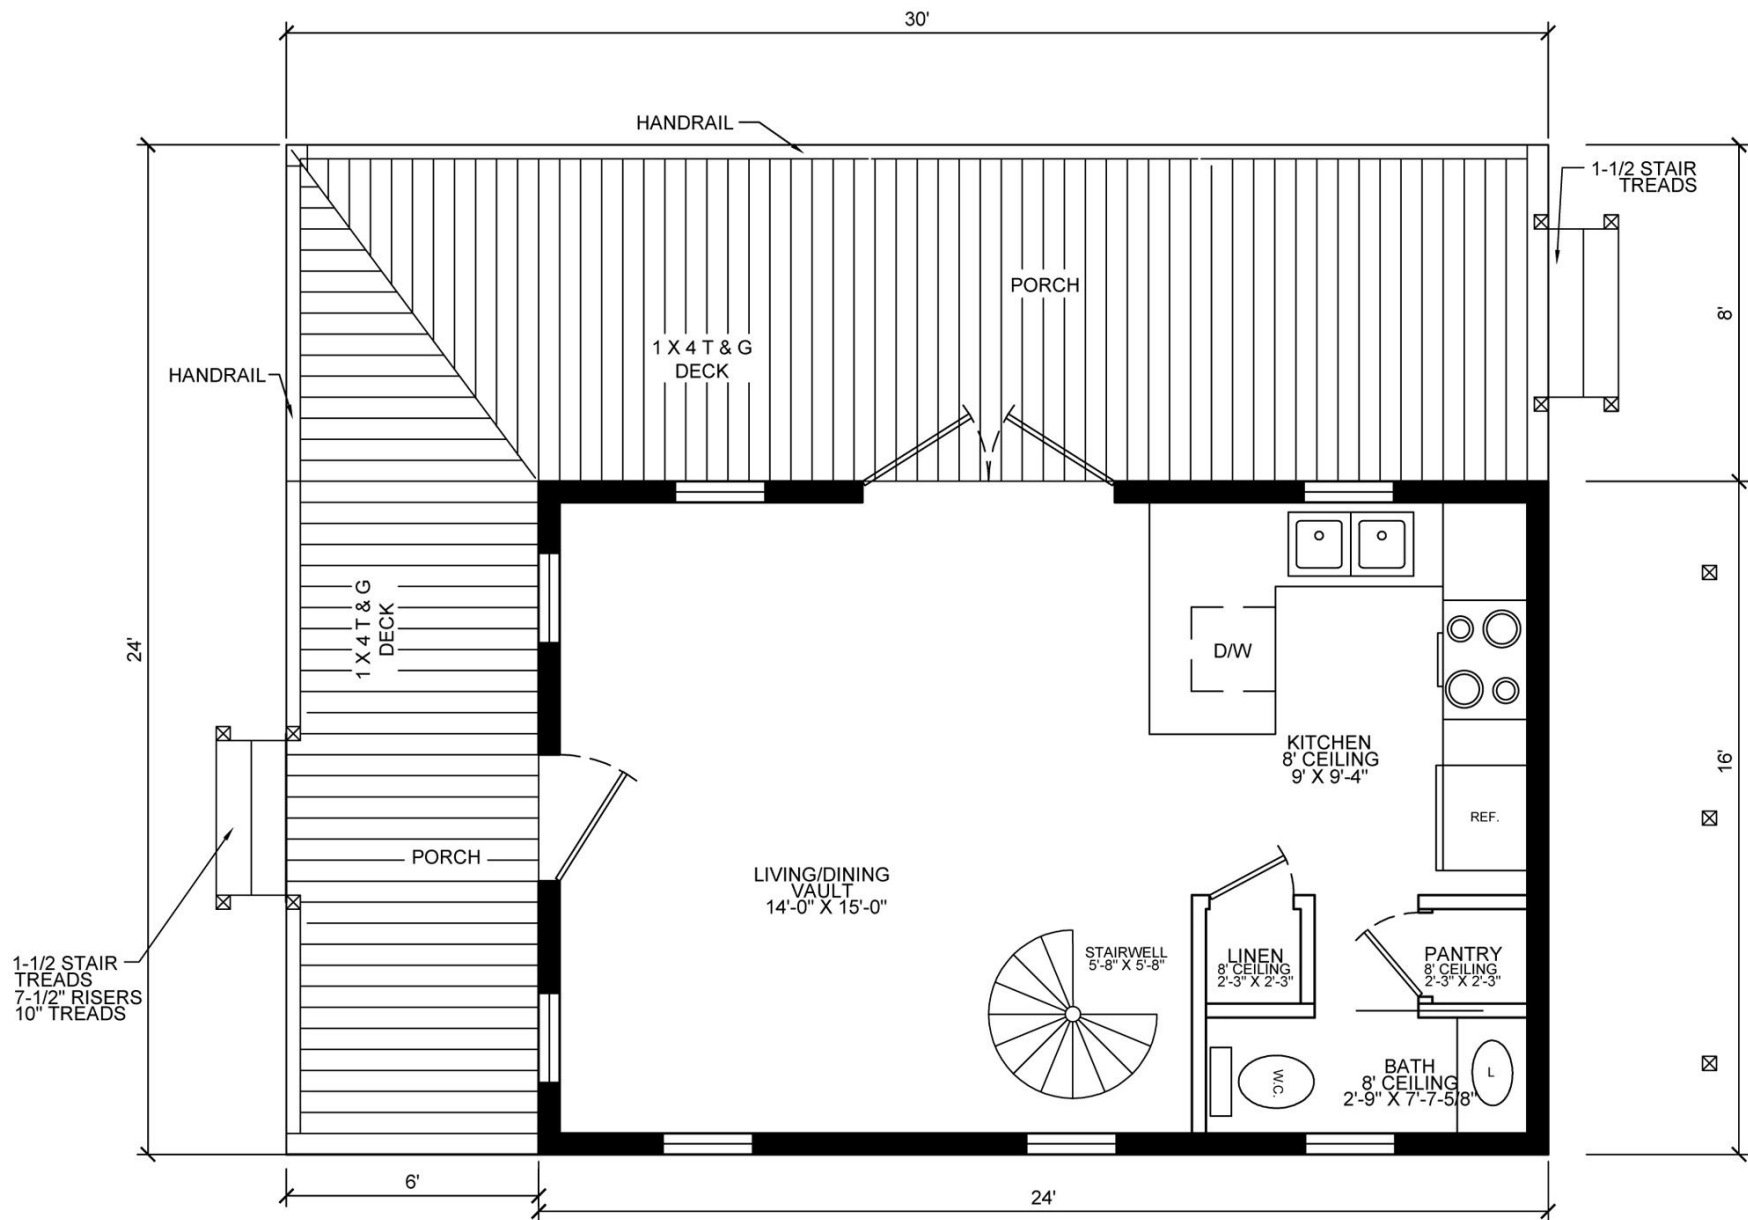 30'
HANDRAIL
1-1/2 STAIR
TREADS
PORCH
8'
1 X 4 T & G
DECK
HANDRAIL
24'
1 X 4 T & G
DECK
D/W
KITCHEN
8' CEILING
9' X 9'-4"
16'
REF.
PORCH
LIVING/DINING
VAULT
14'-0" X 15'-0"
1-1/2 STAIR
TREADS
7-1/2" RISERS
10" TREADS
STAIRWELL
5'-8" X 5'-8"
LINEN
8' CEILING
2'-3" X 2'-3"
PANTRY
8' CEILING
2'-3" X 2'-3"
W.C.
BATH
8' CEILING
2'-9" X 7'-7-5/8"
L
6'
24'